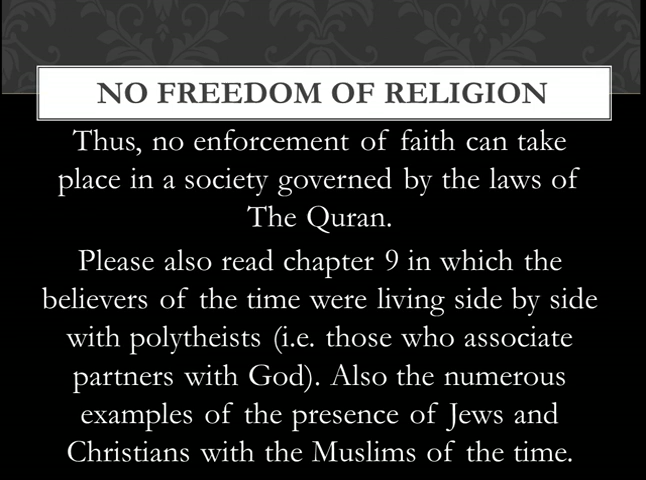 NO FREEDOM OF RELIGION
Thus, no enforcement of faith can take
place in a society governed by the laws of
The Quran.
Please also read chapter 9 in which the
believers of the time were living side by side
with polytheists (i.e. those who associate
partners with God). Also the numerous
examples of the presence of Jews and
Christians with the Muslims of the time.